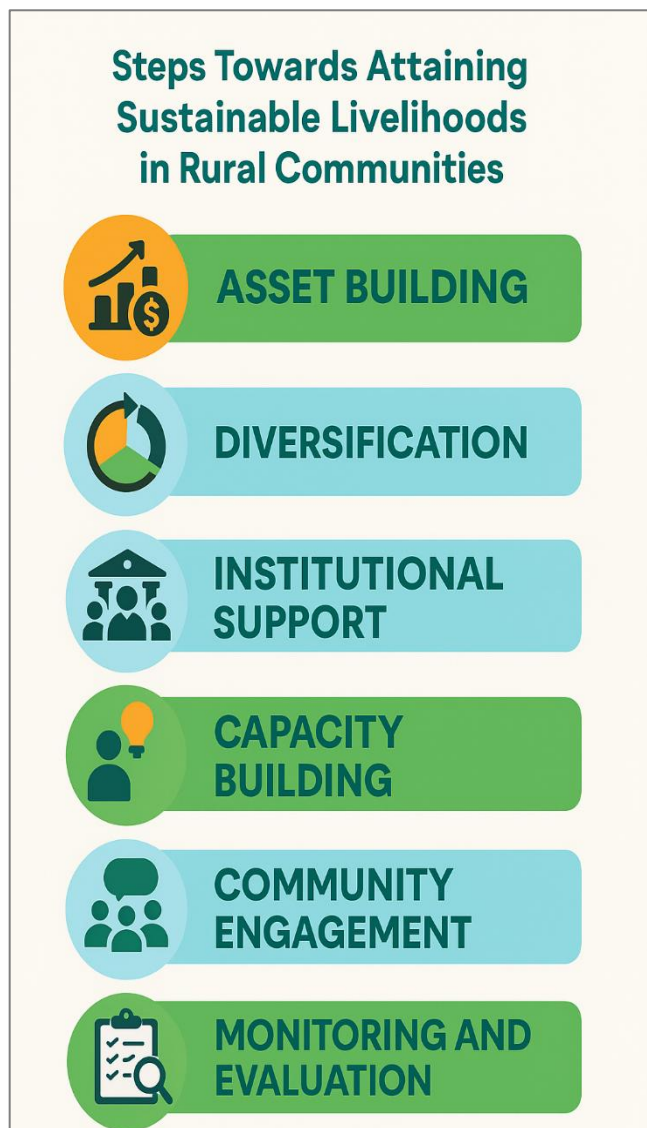 Steps Towards Attaining
Sustainable Livelihoods
in Rural Communities
ASSET BUILDING
$
DIVERSIFICATION
INSTITUTIONAL
SUPPORT
CAPACITY
BUILDING
COMMUNITY
ENGAGEMENT
MONITORING AND
EVALUATION